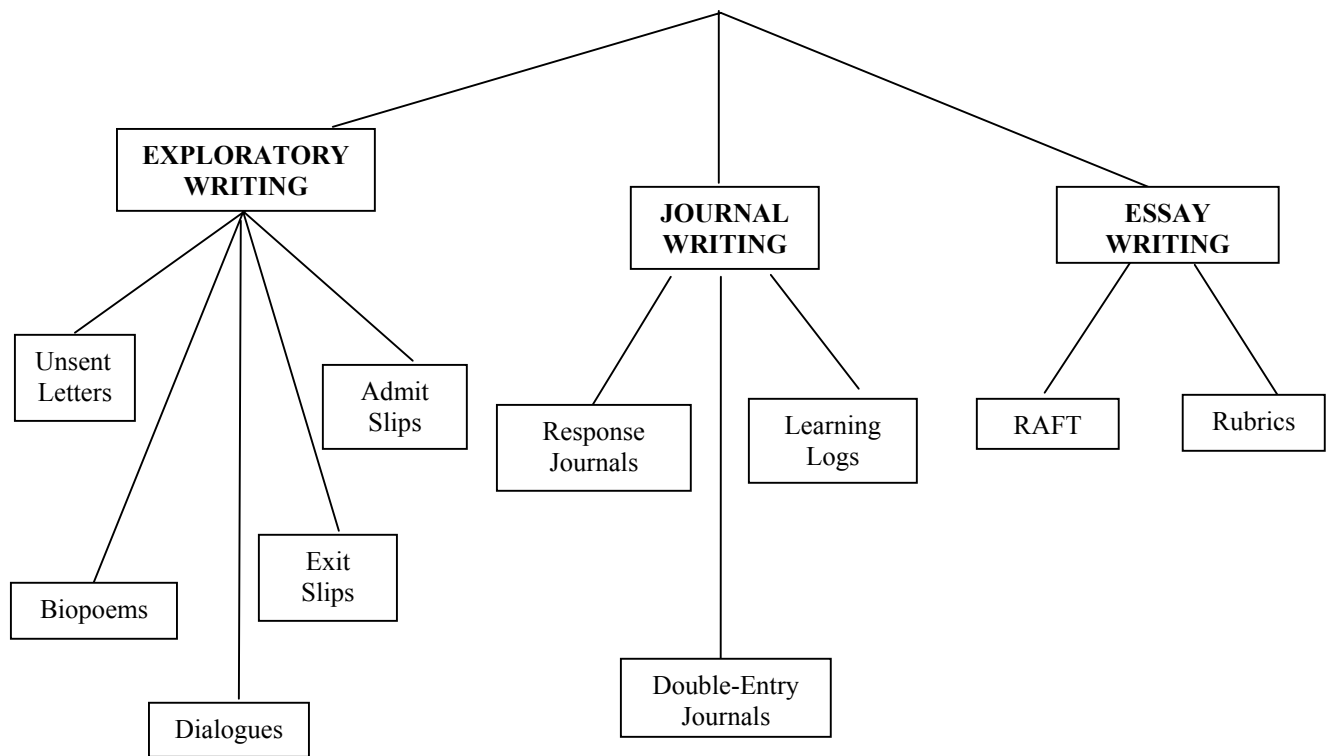 EXPLORATORY
WRITING
JOURNAL
WRITING
ESSAY
WRITING
Unsent
Letters
Admit
Slips
Response
Journals
Learning
Logs
RAFT
Rubrics
Exit
Slips
Biopoems
Double-Entry
Journals
Dialogues